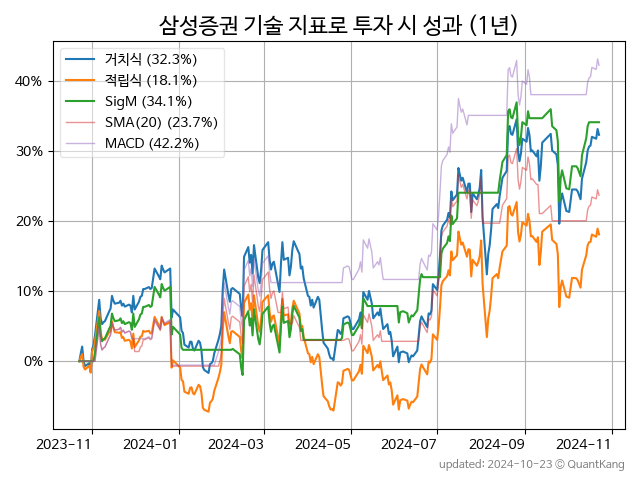 삼성증권 기술 지표로 투자 시 성과 (1년)
거치식 (32.3%)
적립식 (18.1%)
SigM (34.1%)
SMA(20) (23.7%)
MACD (42.2%)
40%
30%
20%
10%
0%
2023-11 2024-01 2024-03 2024-05 2024-07 2024-09 2024-11
updated: 2024-10-23 © QuantKang